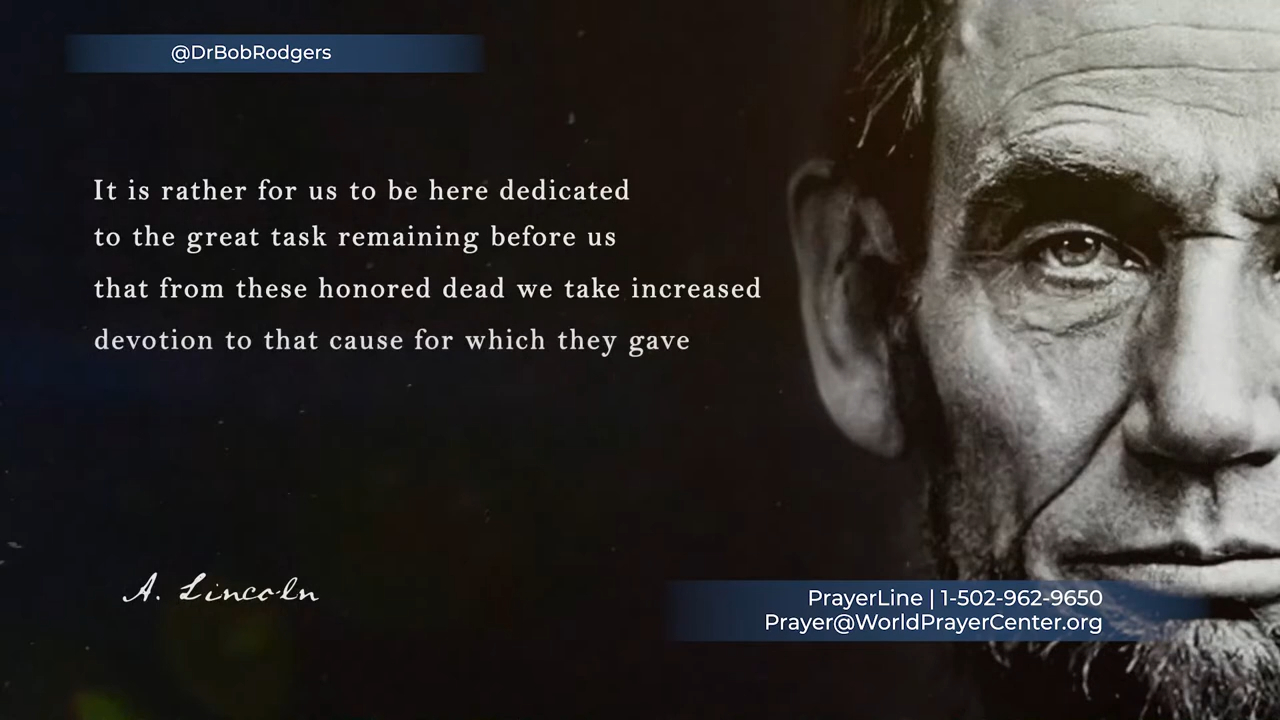 @DrBobRodgers
It is rather for us to be here dedicated
to the great task remaining before us
that from these honored dead we take increased
devotion to that cause for which they gave
A. Lincoln
PrayerLine | 1-502-962-9650
Prayer@WorldPrayerCenter.org